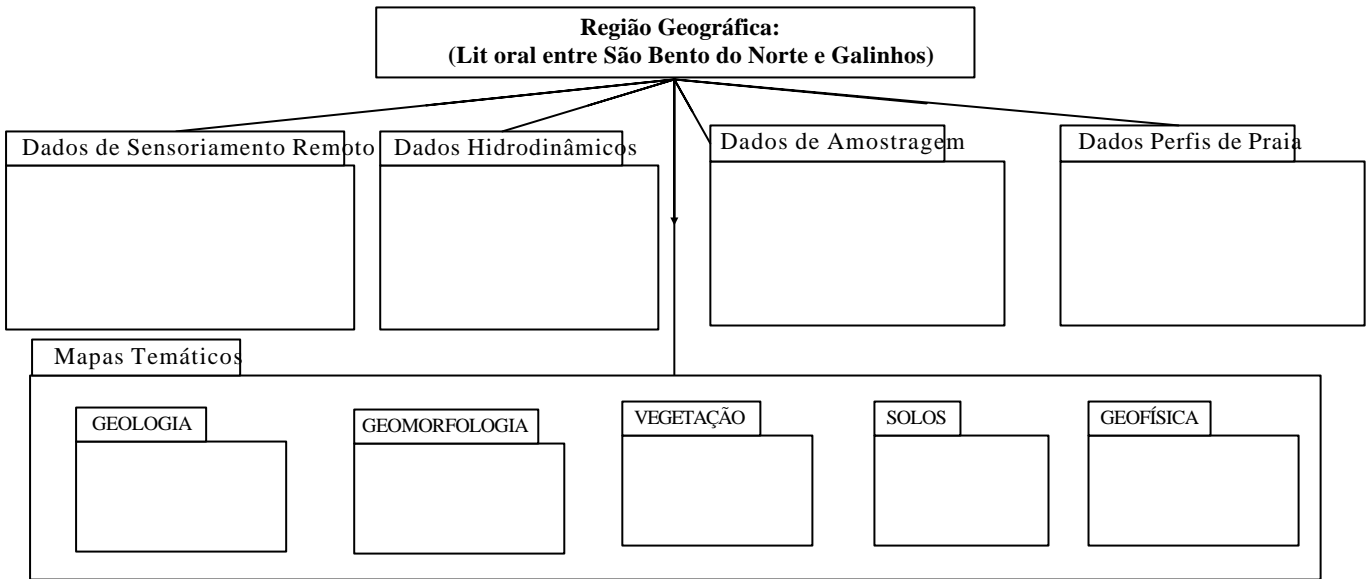 Região Geográfica:
(Lit oral entre São Bento do Norte e Galinhos)
Dados de Sensoriamento Remoto
Dados Hidrodinâmicos
Dados de Amostragem
Dados Perfis de Praia
Mapas Temáticos
GEOLOGIA
GEOMORFOLOGIA
VEGETAÇÃO
SOLOS
GEOFÍSICA